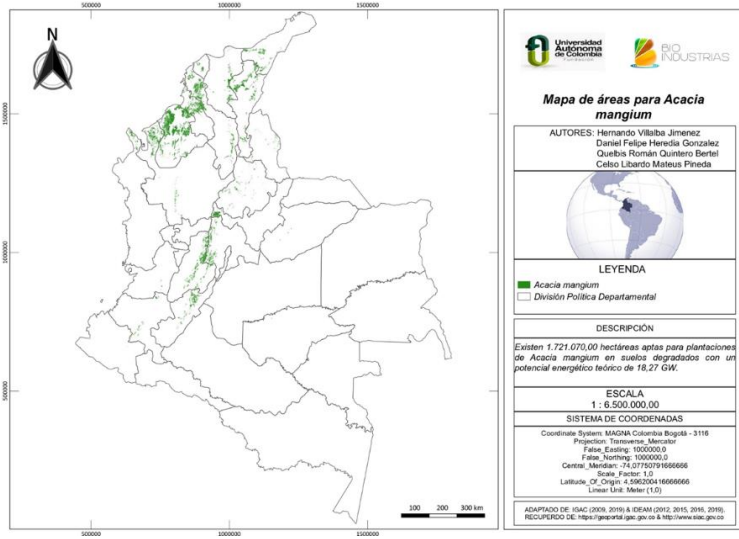 500000
1000000
1500000
N
1500000
1000000
500000
500000
1000000
1500000
100 200 300 km
Universidad
Autónoma
de Colombia
BIO
INDUSTRIAS
Mapa de áreas para Acacia
mangium
AUTORES: Hernando Villalba Jimenez
Daniel Felipe Heredia Gonzalez
Quelbis Román Quintero Bertel
Celso Libardo Mateus Pineda
LEYENDA
Acacia mangium
División Política Departamental
DESCRIPCIÓN
Existen 1.721.070,00 hectáreas aptas para plantaciones
de Acacia mangium en suelos degradados con un
potencial energético teórico de 18,27 GW.
ESCALA
1 : 6.500.000,00
SISTEMA DE COORDENADAS
Coordinate System: MAGNA Colombia Bogotá - 3116
Projection: Transverse_Mercator
False_Easting: 1000000,0
False_Northing: 1000000,0
Central_Meridian: -74,07750791666666
Scale_Factor: 1,0
Latitude_Of_Origin: 4,596200416666666
Linear Unit: Meter (1,0)
ADAPTADO DE: IGAC (2009, 2019) & IDEAM (2012, 2015, 2016, 2019).
RECUPERDO DE: https://geoportal.igac.gov.co & http://www.siac.gov.co